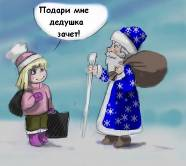 Подари мне
дедушка
зачет!